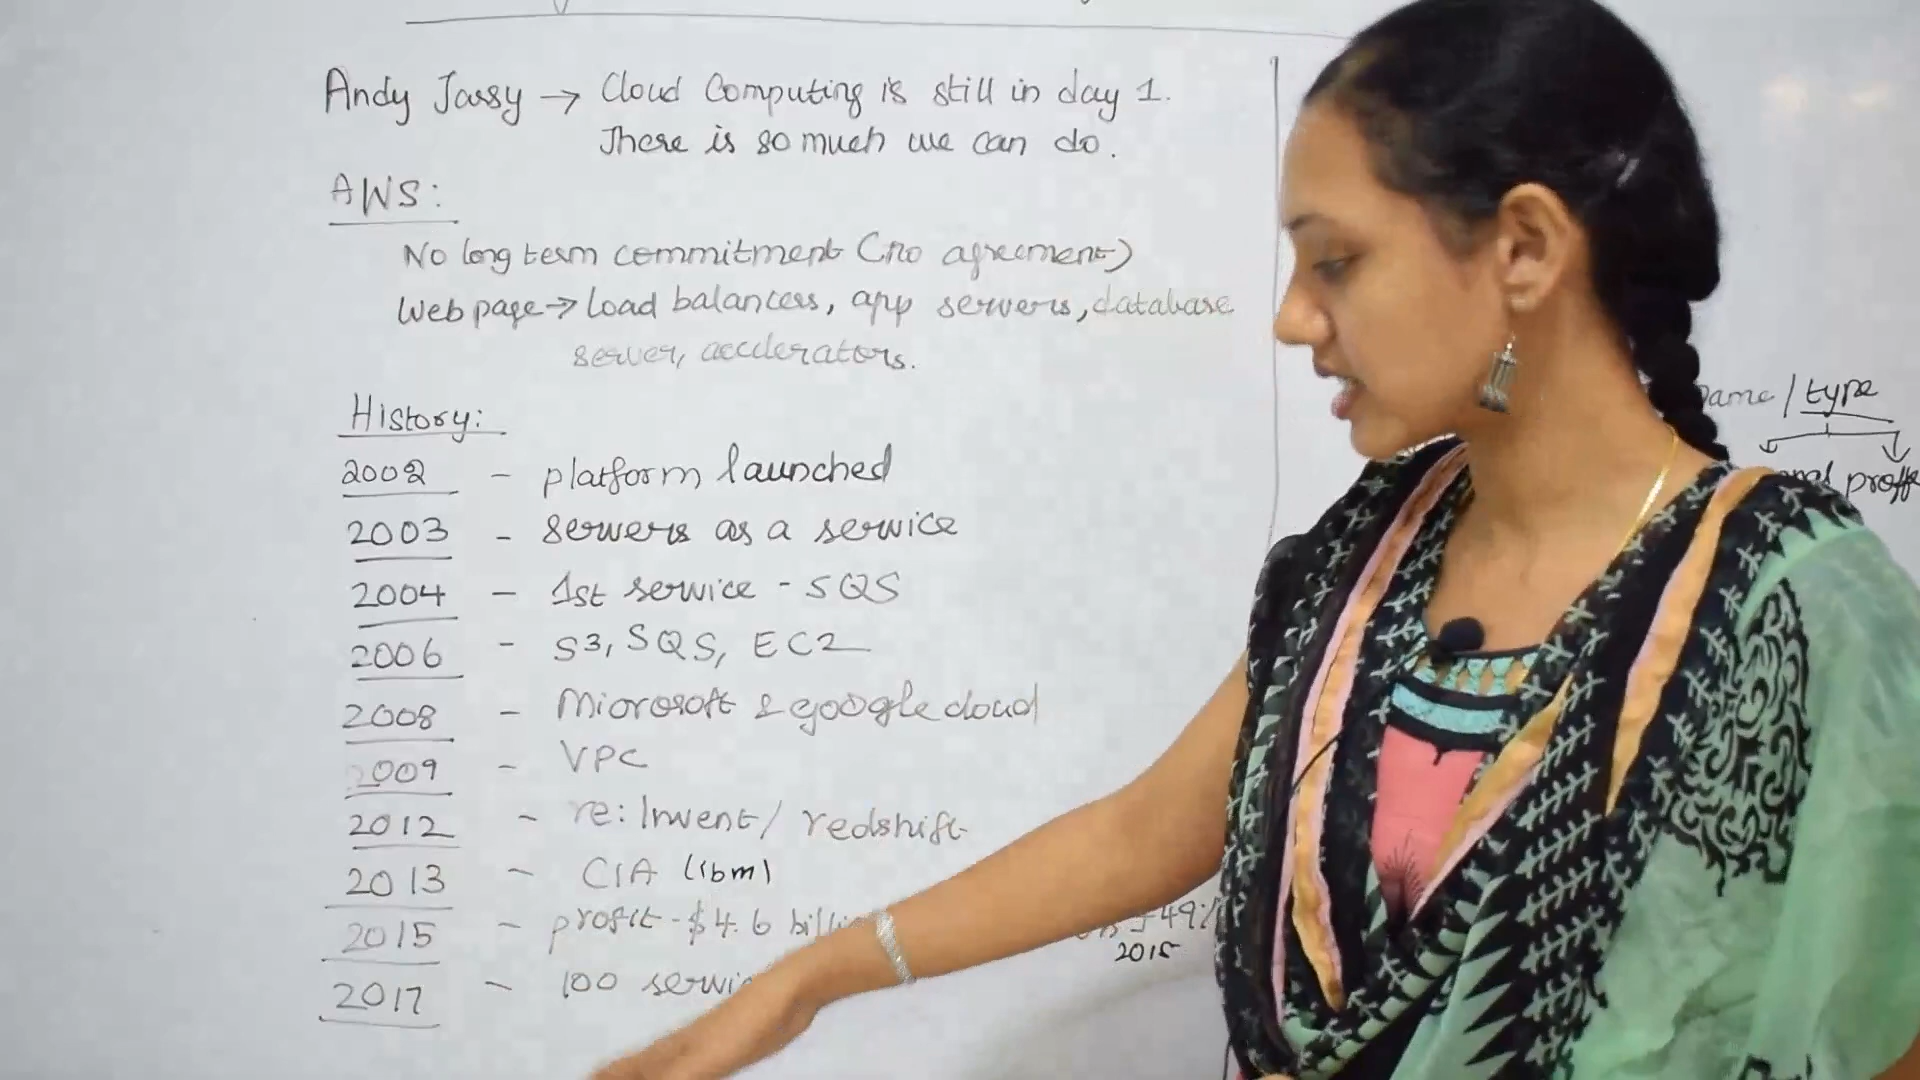 Andy Jassy → Cloud Computing is still in day 1.
There is so much we can do.
AWS:
No long term commitment (no agreement)
Web page → Load balancers, app servers, database
server, acclerators.
History:
2002 - platform launched
2003 - servers as a service
2004 - 1st service - SQS
2006 - S3, SQS, EC2
2008 - Microsoft & google cloud
2009 - VPC
2012 - re: Invent / redshift
2013 - CIA (ibm)
2015 - profit - $4.6 49%
2015
2017 - 100
/ type